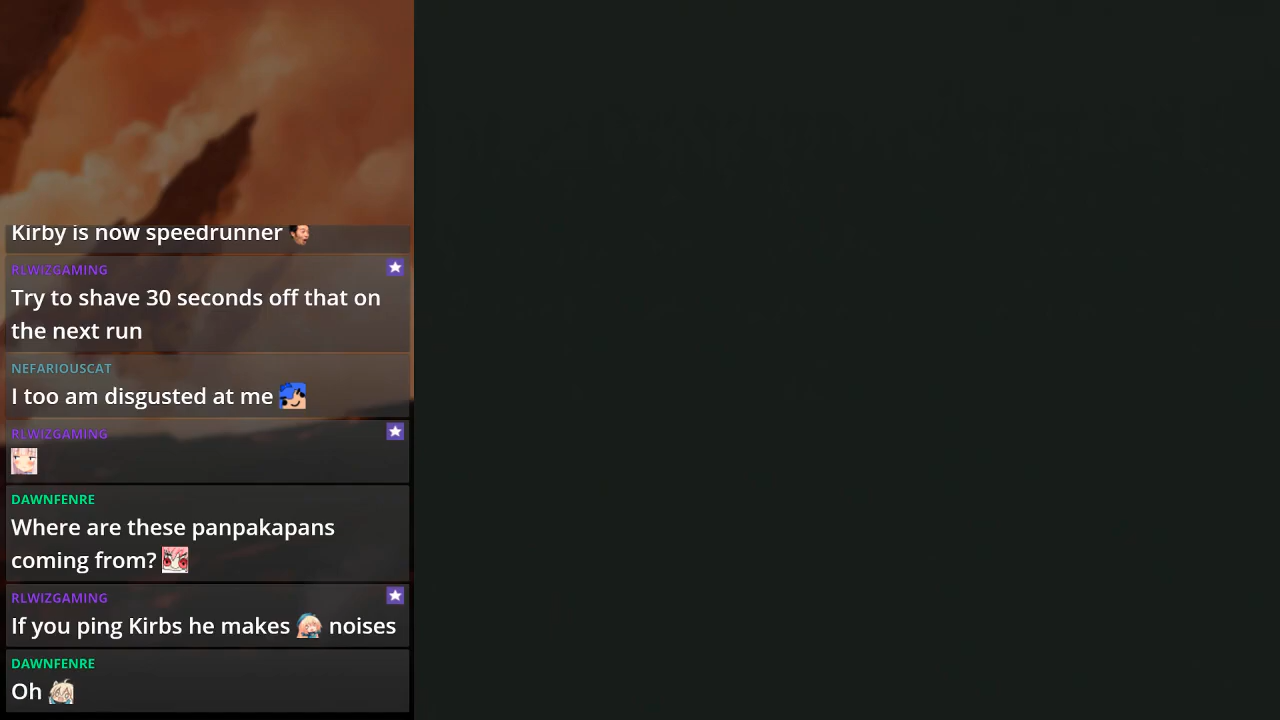 Kirby is now speedrunner
RLWIZGAMING
Try to shave 30 seconds off that on
the next run
NEFARIOUSCAT
I too am disgusted at me
RLWIZGAMING
DAWNFENRE
Where are these panpakapans
coming from?
RLWIZGAMING
If you ping Kirbs he makes noises
DAWNFENRE
Oh